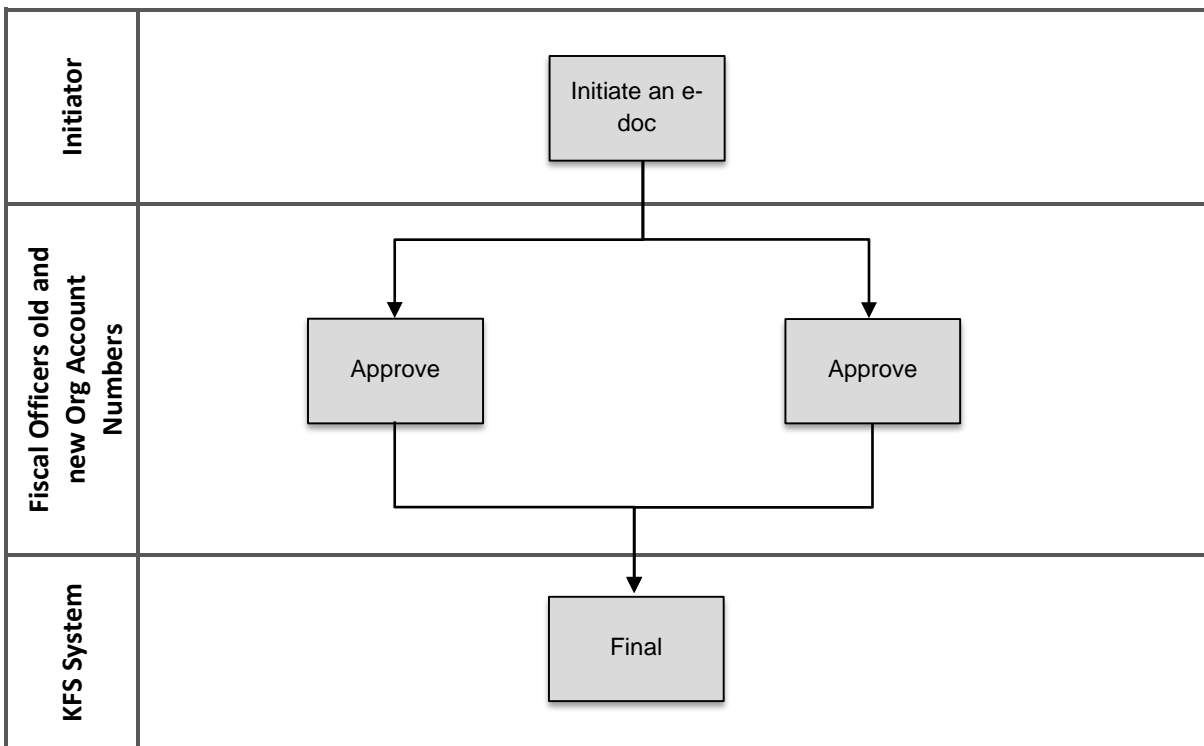 Initiator
Initiate an e-
doc
Fiscal Officers old and
new Org Account
Numbers
Approve
Approve
KFS System
Final